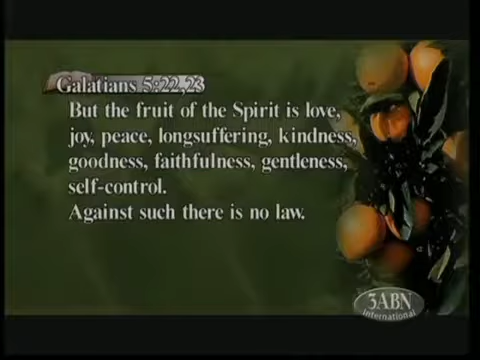 Galatians 5:22,23
But the fruit of the Spirit is love,
joy, peace, longsuffering, kindness,
goodness, faithfulness, gentleness,
self-control.
Against such there is no law.
3ABN
International